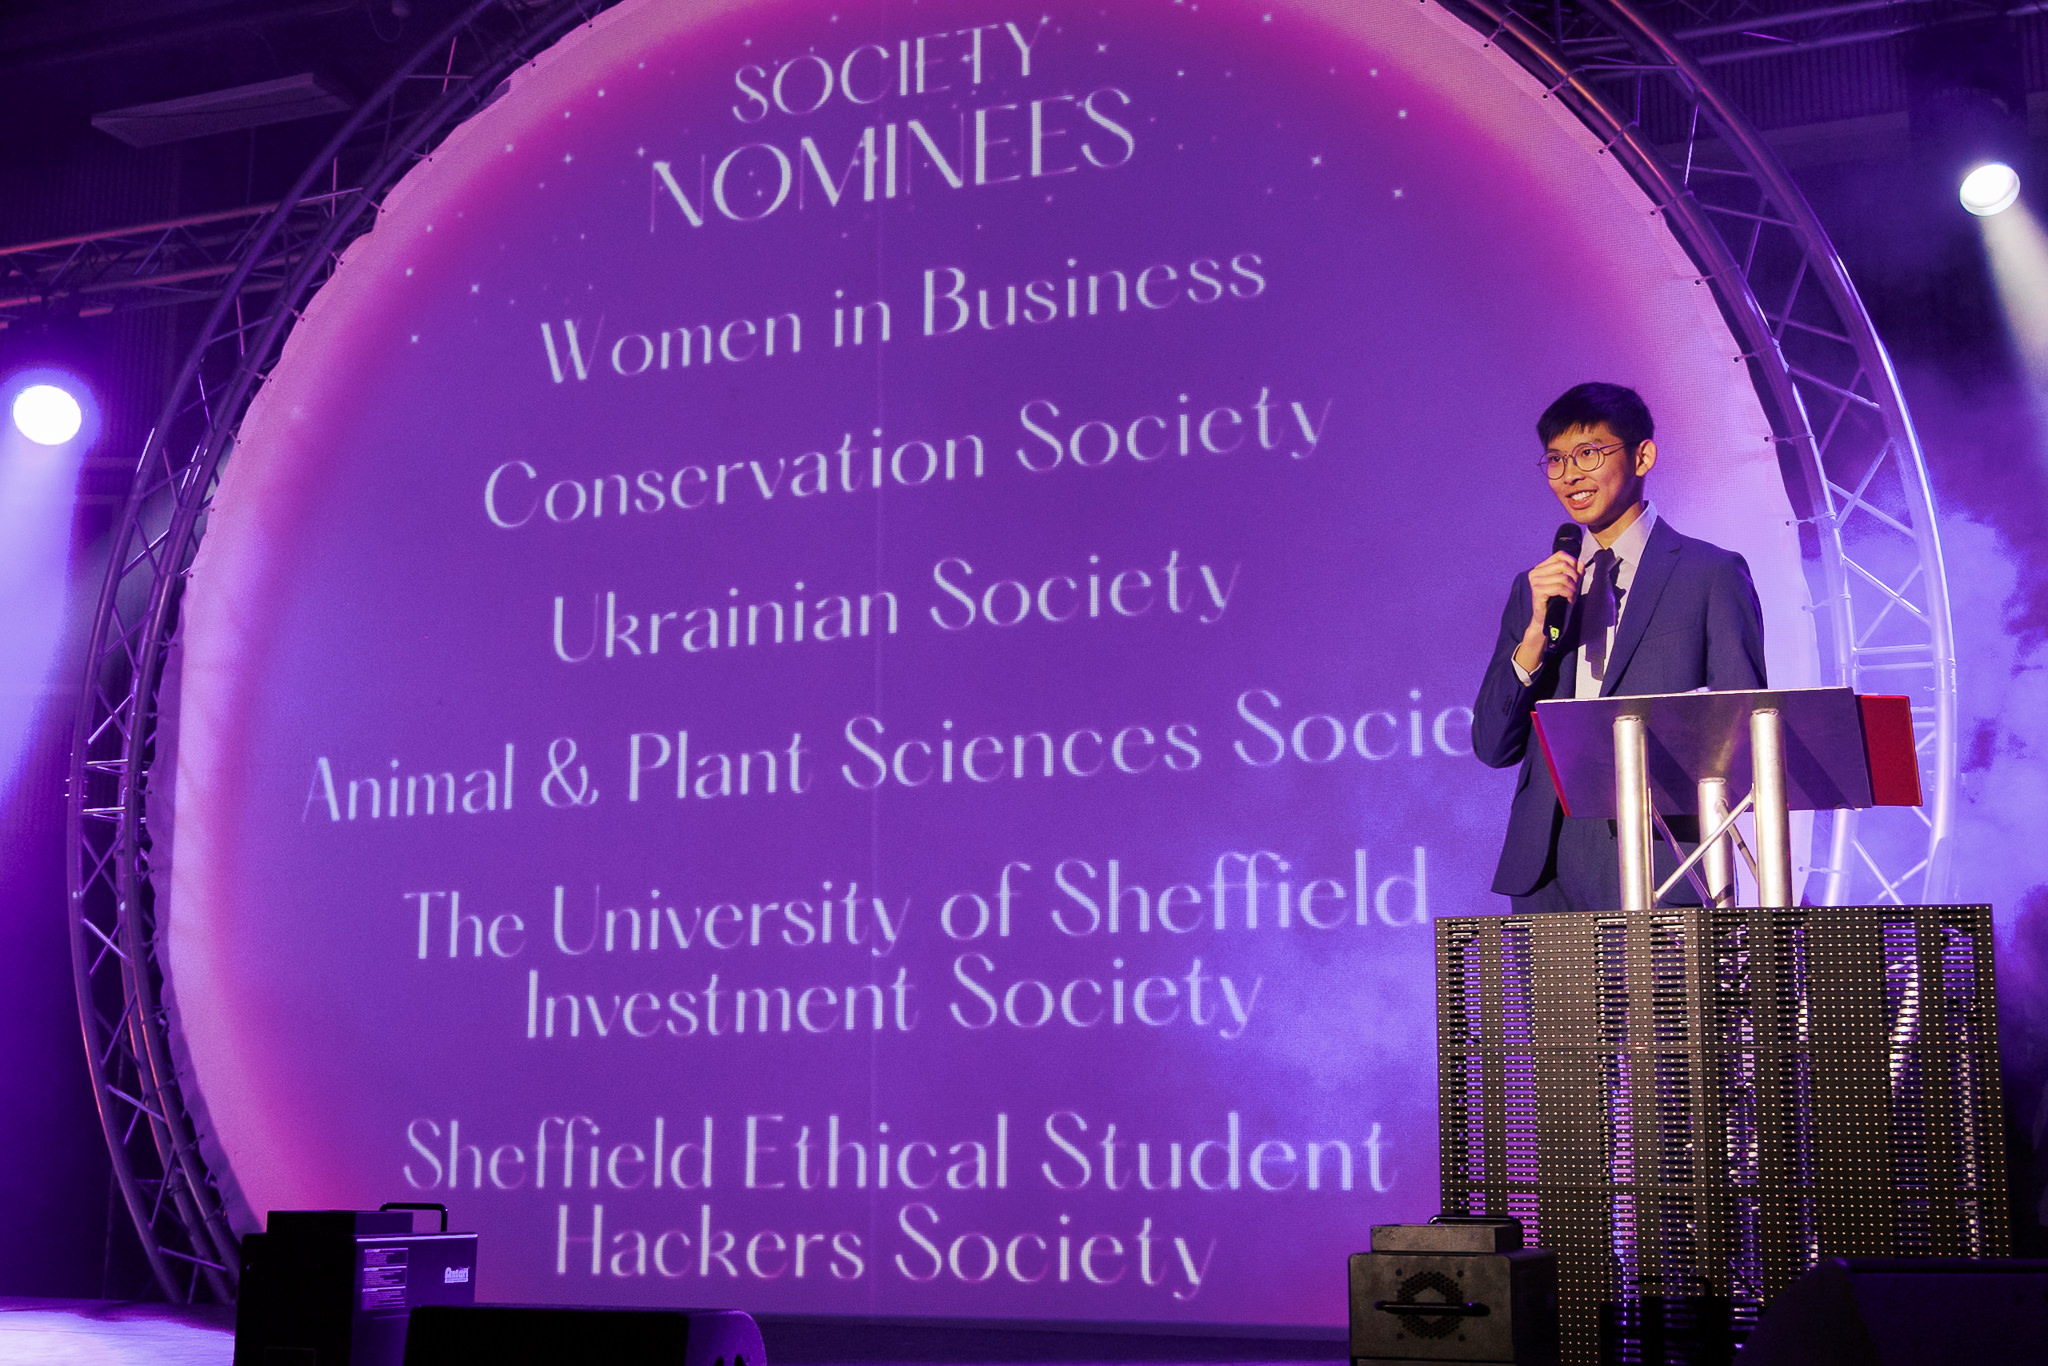 SOCIETY
NOMINEES
Women in Business
Conservation Society
Ukrainian Society
Animal & Plant Sciences Socie
The University of Sheffield
Investment Society
Sheffield Ethical Student
Hackers Society
Antari